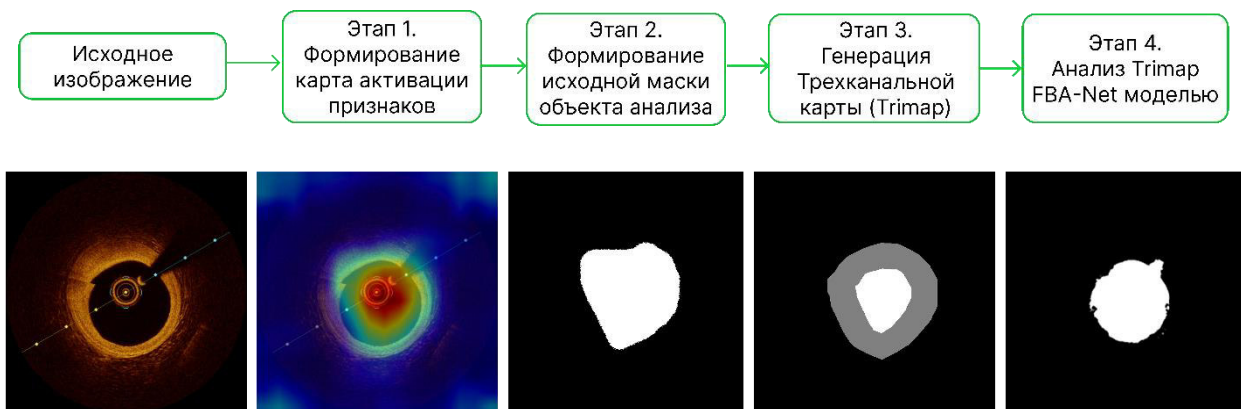 Исходное
изображение
Этап 1.
Формирование
карта активации
признаков
Этап 2.
Формирование
исходной маски
объекта анализа
Этап 3.
Генерация
Трехканальной
карты (Trimap)
Этап 4.
Анализ Trimap
FBA-Net моделью